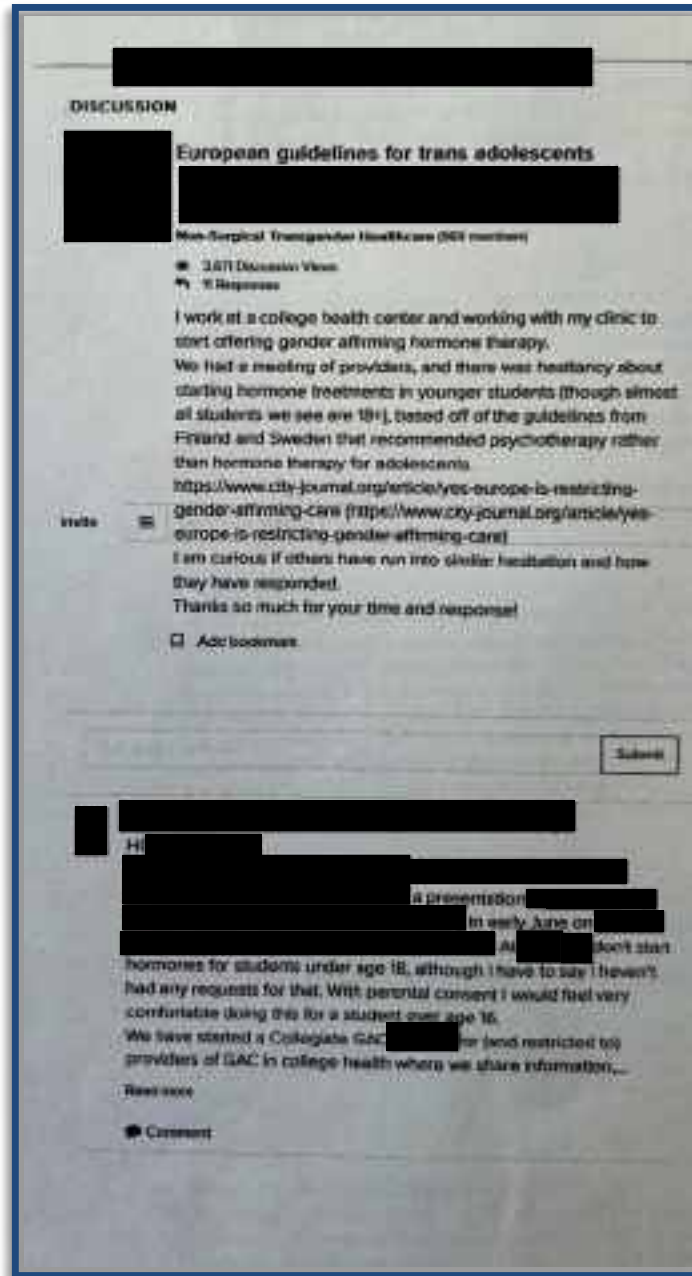 DISCUSSION
European guidelines for trans adolescents
Non-Surgical Transgender Healthcare members)
Discussion Views
11 Responses
I work at a college health center and working with my clinic to
start offering gender affirming hormone therapy.
We had a meeting of providers, and there was hesitancy about
starting hormone treatments in younger students (though almost
all students we see are 18+), based off of the guidelines from
Finland and Sweden that recommended psychotherapy rather
than hormone therapy for adolescents.
https://www.city-journal.org/article/yes-europe-is-restricting-
gender-affirming-care (https://www.city-journal.org/article/yes-
europe-is-restricting-gender-affirming-care)
Invite
I am curious if others have run into similar hesitation and how
they have responded.
Thanks so much for your time and response!
Add bookmark
Submit
Hi
a presentation
in early June on
don't start
hormones for students under age 18, although I have to say I haven't
had any requests for that. With parental consent I would feel very
comfortable doing this for a student over age 16.
We have started a Collegiate GAC for (and restricted to)
providers of GAC in college health where we share information,...
Read more
Comment